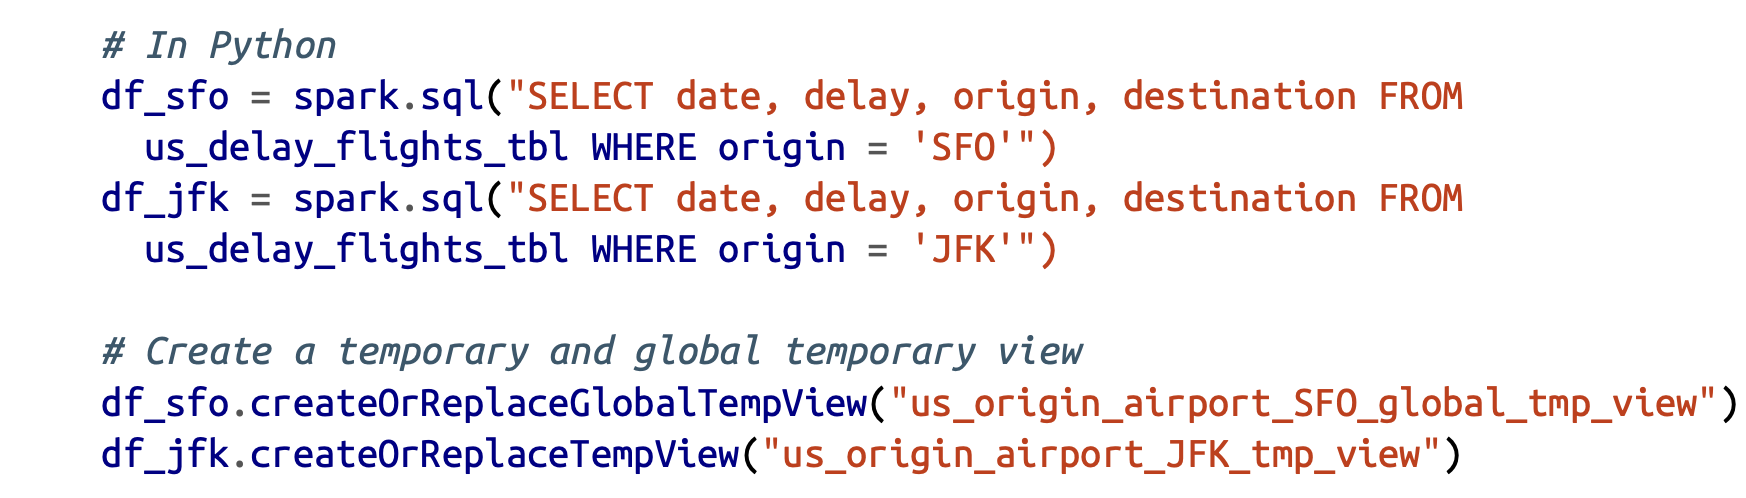 # In Python
df_sfo = spark.sql("SELECT date, delay, origin, destination FROM
  us_delay_flights_tbl WHERE origin = 'SFO'")
df_jfk = spark.sql("SELECT date, delay, origin, destination FROM
  us_delay_flights_tbl WHERE origin = 'JFK'")

# Create a temporary and global temporary view
df_sfo.createOrReplaceGlobalTempView("us_origin_airport_SFO_global_tmp_view")
df_jfk.createOrReplaceTempView("us_origin_airport_JFK_tmp_view")